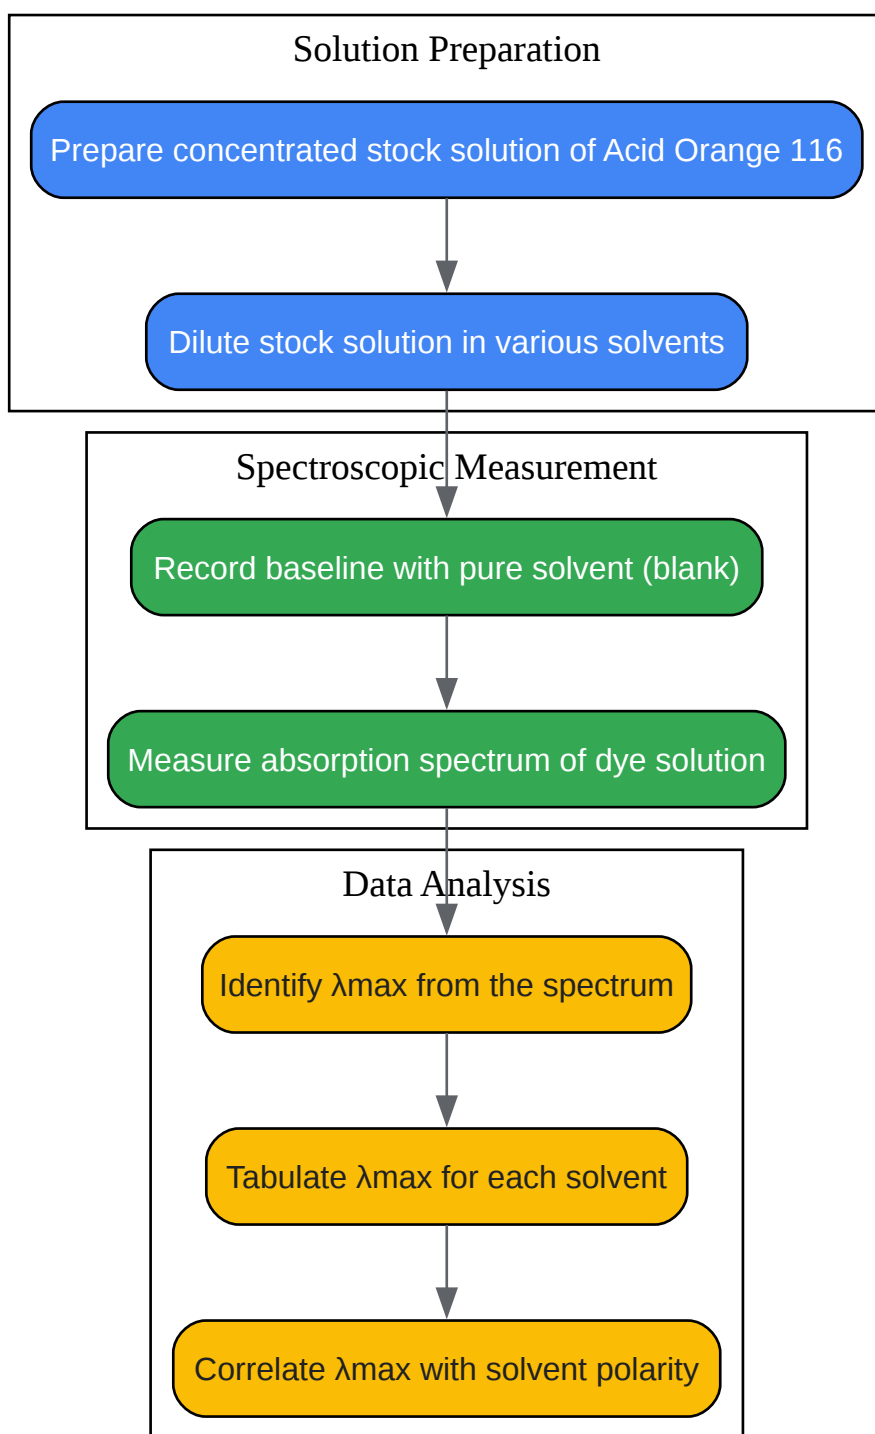 Solution Preparation
Prepare concentrated stock solution of Acid Orange 116
Dilute stock solution in various solvents
Spectroscopic Measurement
Record baseline with pure solvent (blank)
Measure absorption spectrum of dye solution
Data Analysis
Identify λmax from the spectrum
Tabulate λmax for each solvent
Correlate λmax with solvent polarity